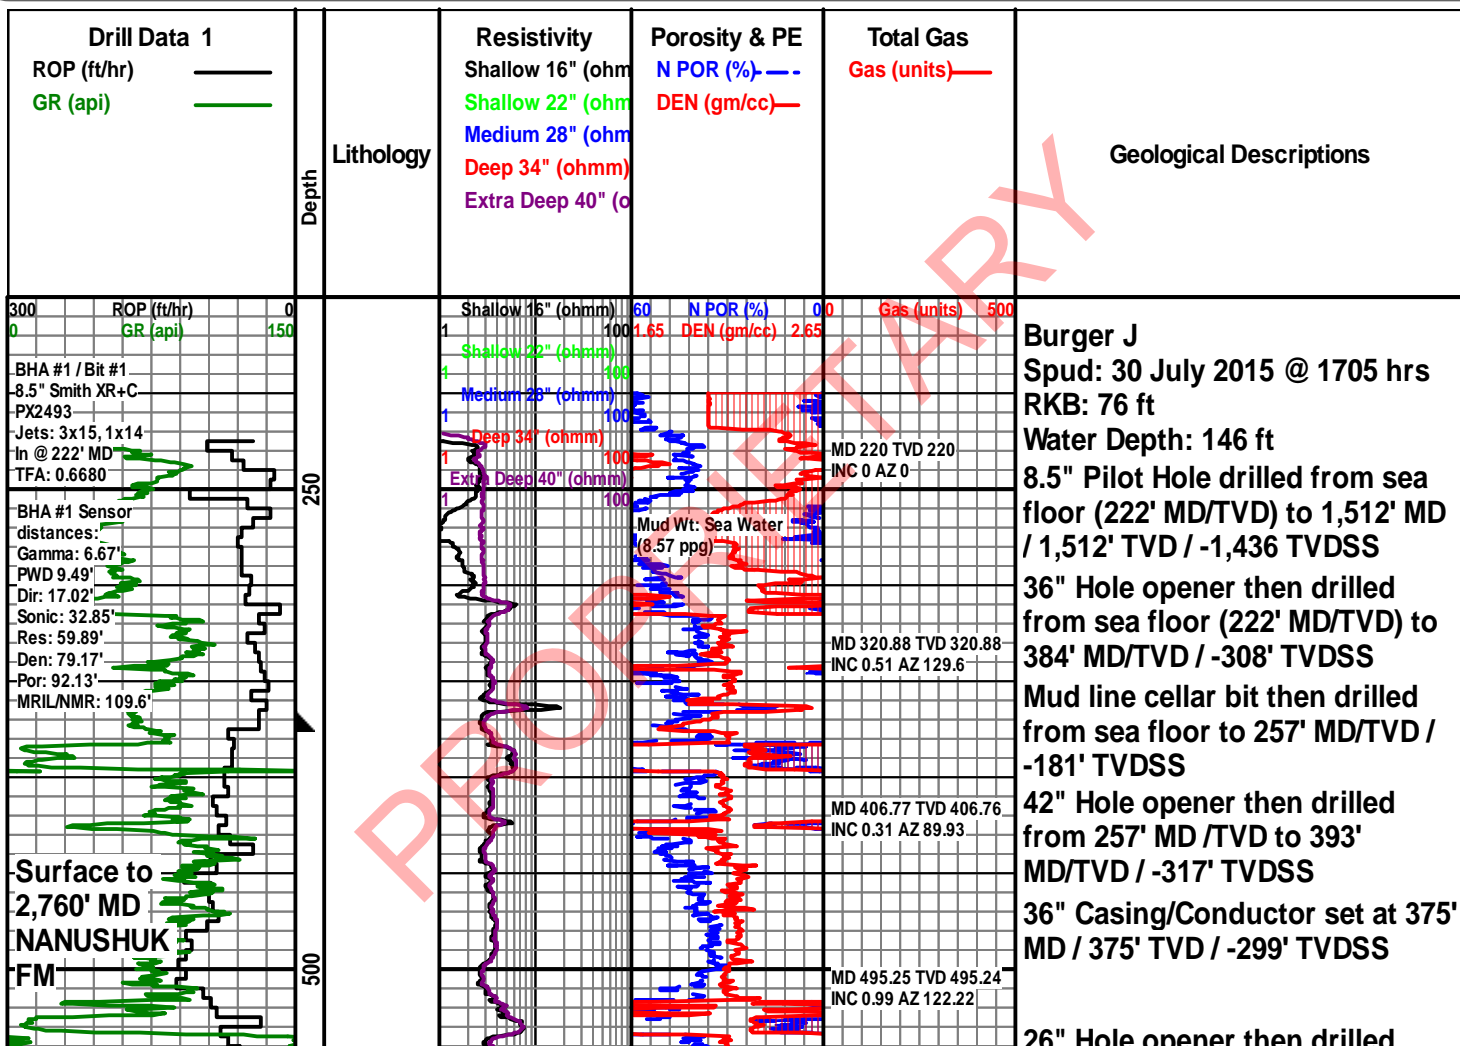 Drill Data 1
ROP (ft/hr)
GR (api)
Depth
Lithology
Resistivity
Shallow 16" (ohm
Shallow 22" (ohm
Medium 28" (ohm
Deep 34" (ohmm)
Extra Deep 40" (o
Porosity & PE
N POR (%)
DEN (gm/cc)
Total Gas
Gas (units)
Geological Descriptions
300 ROP (ft/hr) 0
0 GR (api) 150
Shallow 16" (ohmm)
1 100
Shallow 22" (ohmm)
1 100
Medium 28" (ohmm)
1 100
Deep 34" (ohmm)
1 100
Extra Deep 40" (ohmm)
1 100
60 N POR (%) 0
1.65 DEN (gm/cc) 2.65
0 Gas (units) 500
BHA #1 / Bit #1
8.5" Smith XR+C
PX2493
Jets: 3x15, 1x14
In @ 222' MD
TFA: 0.6680
BHA #1 Sensor
distances:
Gamma: 6.67'
PWD 9.49'
Dir: 17.02'
Sonic: 32.85'
Res: 59.89'
Den: 79.17'
Por: 92.13'
MRIL/NMR: 109.6'
Surface to
2,760' MD
NANUSHUK
FM
250
500
Mud Wt: Sea Water
(8.57 ppg)
MD 220 TVD 220
INC 0 AZ 0
MD 320.88 TVD 320.88
INC 0.51 AZ 129.6
MD 406.77 TVD 406.76
INC 0.31 AZ 89.93
MD 495.25 TVD 495.24
INC 0.99 AZ 122.22
Burger J
Spud: 30 July 2015 @ 1705 hrs
RKB: 76 ft
Water Depth: 146 ft
8.5" Pilot Hole drilled from sea
floor (222' MD/TVD) to 1,512' MD
/ 1,512' TVD / -1,436 TVDSS
36" Hole opener then drilled
from sea floor (222' MD/TVD) to
384' MD/TVD / -308' TVDSS
Mud line cellar bit then drilled
from sea floor to 257' MD/TVD /
-181' TVDSS
42" Hole opener then drilled
from 257' MD /TVD to 393'
MD/TVD / -317' TVDSS
36" Casing/Conductor set at 375'
MD / 375' TVD / -299' TVDSS
26" Hole opener then drilled
PROPRIETARY